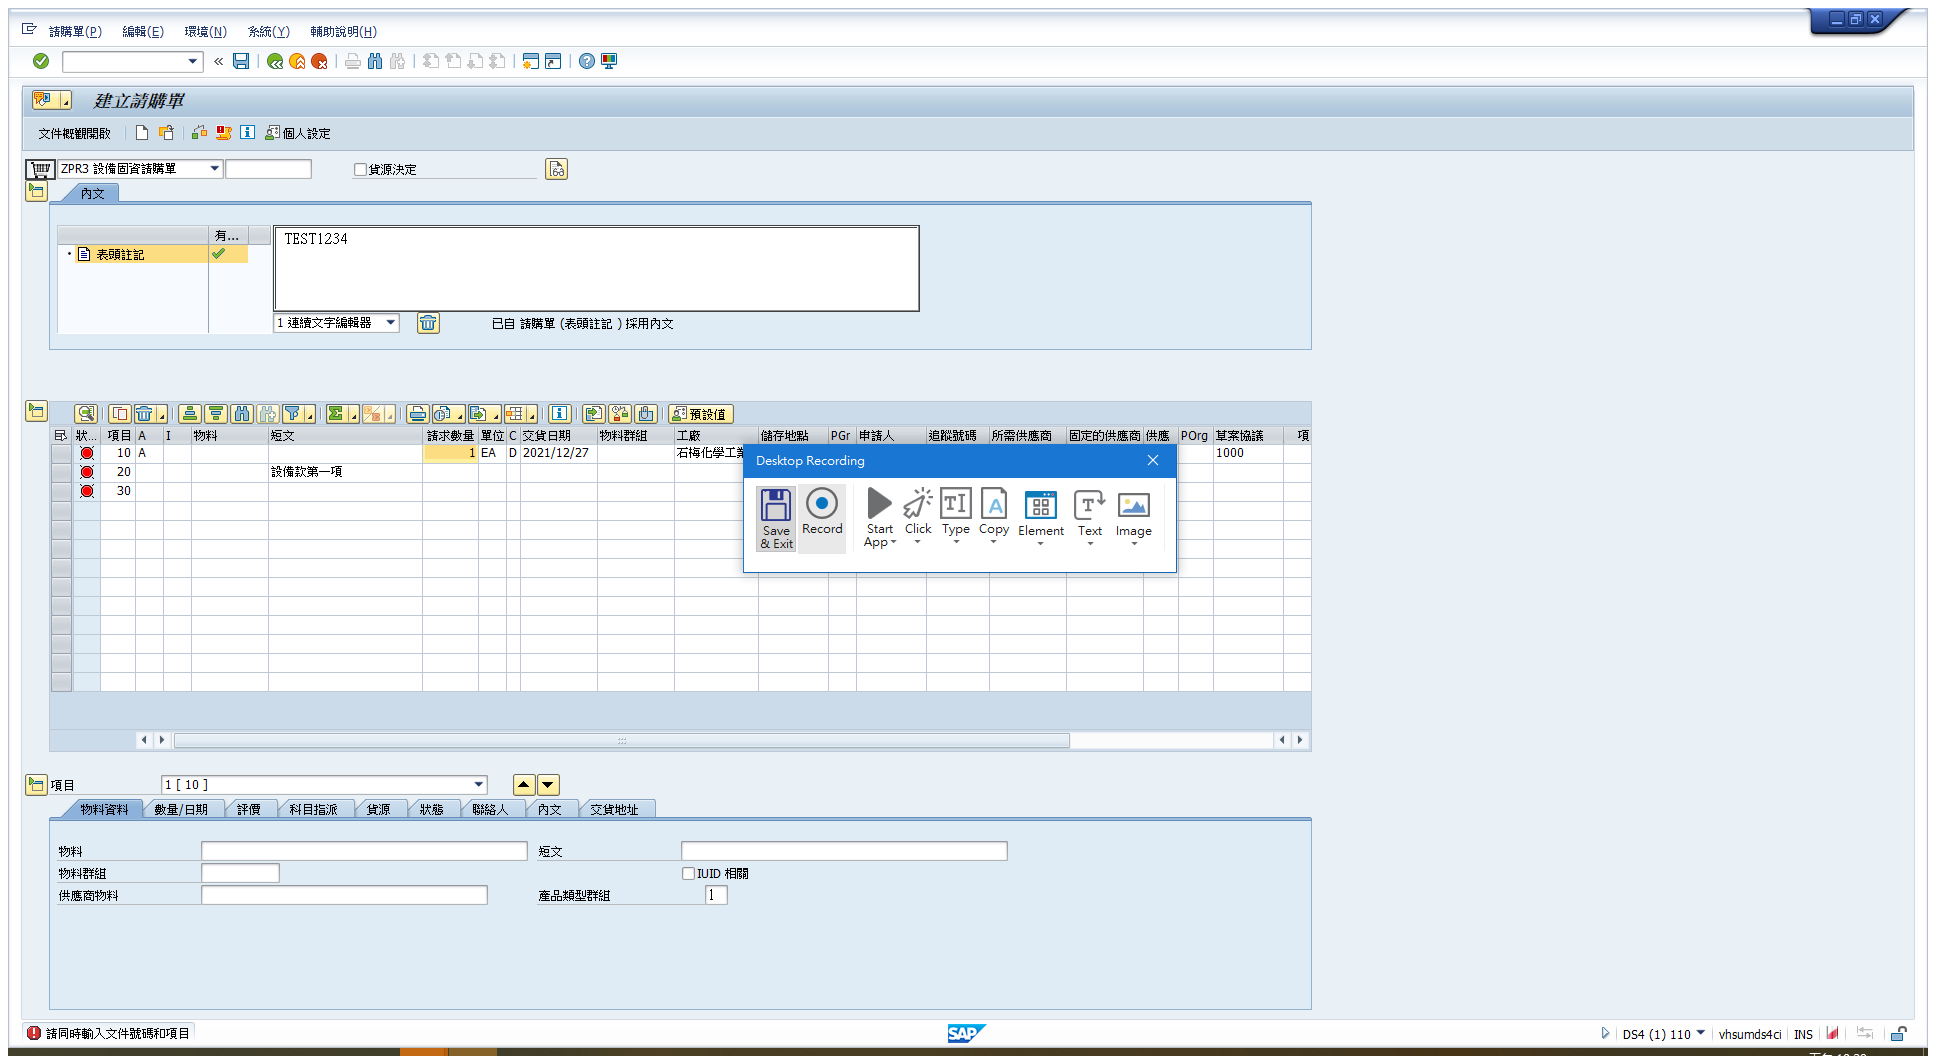 請購單(P) 編輯(E) 環境(N) 系統(Y) 輔助說明(H)
建立請購單
文件概觀開啟 個人設定
ZPR3 設備固資請購單 貨源決定
內文
有...
表頭註記
TEST1234
1 連續文字編輯器 已自 請購單 (表頭註記 ) 採用內文
預設值
狀... 項目 A I 物料 短文 請求數量 單位 C 交貨日期 物料群組 工廠 儲存地點 PGr 申請人 追蹤號碼 所需供應商 固定的供應商 供應 POrg 草案協議 項
10 A 1 EA D 2021/12/27 石梅化學工業 1000
20 設備款第一項
30
Desktop Recording
Save & Exit
Record
Start App
Click
Type
Copy
Element
Text
Image
項目 1 [ 10 ]
物料資料 數量/日期 評價 科目指派 貨源 狀態 聯絡人 內文 交貨地址
物料 短文
物料群組 IUID 相關
供應商物料 產品類型群組 1
請同時輸入文件號碼和項目 SAP DS4 (1) 110 vhsumds4ci INS